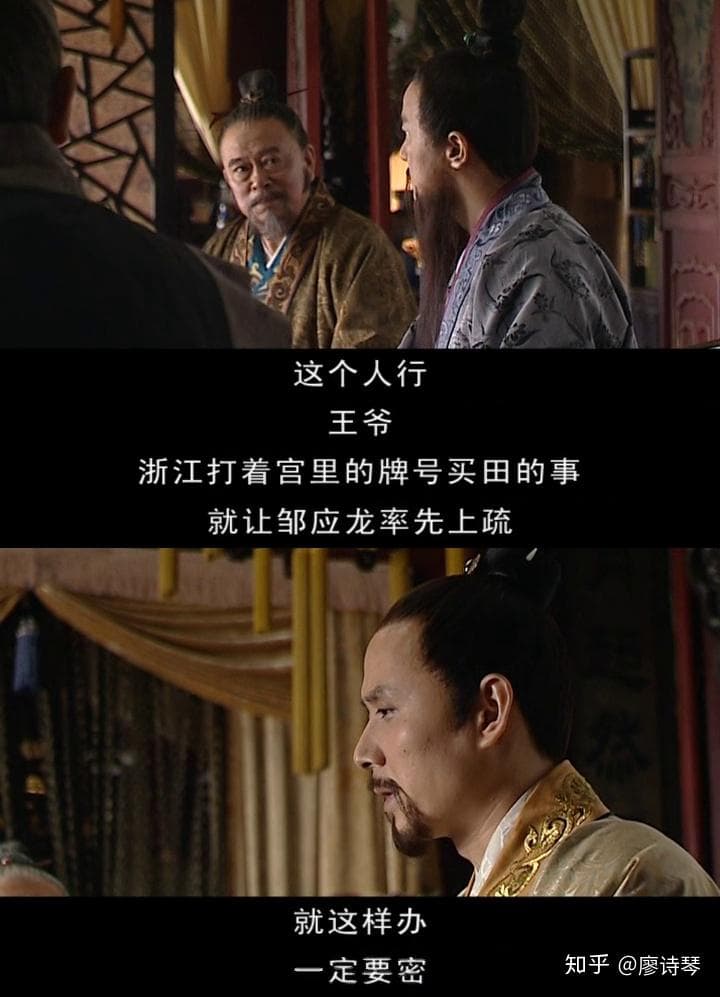 这个人行
王爷
浙江打着宫里的牌号买田的事
就让邹应龙率先上疏
就这样办
一定要密
知乎 @廖诗琴